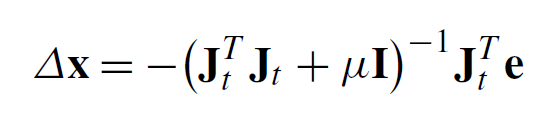 Δx = −(J_t^T J_t + μI)^{−1} J_t^T e